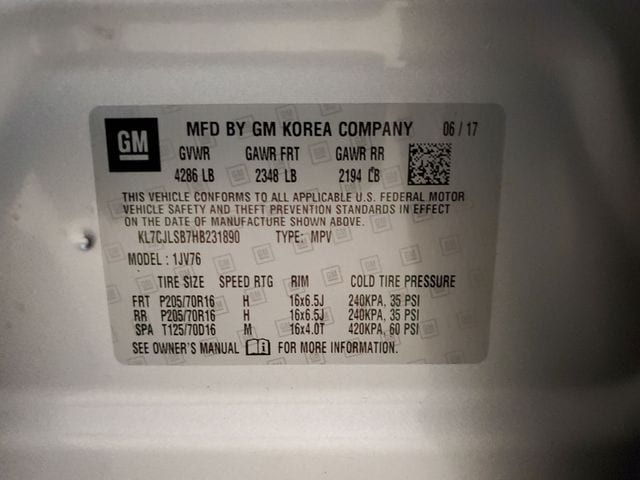 GM MFD BY GM KOREA COMPANY 06 / 17
GVWR GAWR FRT GAWR RR
4286 LB 2348 LB 2194 LB
THIS VEHICLE CONFORMS TO ALL APPLICABLE U.S. FEDERAL MOTOR
VEHICLE SAFETY AND THEFT PREVENTION STANDARDS IN EFFECT
ON THE DATE OF MANUFACTURE SHOWN ABOVE.
KL7CJLSB7HB231890 TYPE: MPV
MODEL: 1JV76
TIRE SIZE SPEED RTG RIM COLD TIRE PRESSURE
FRT P205/70R16 H 16x6.5J 240KPA, 35 PSI
RR P205/70R16 H 16x6.5J 240KPA, 35 PSI
SPA T125/70D16 M 16x4.0T 420KPA, 60 PSI
SEE OWNER'S MANUAL FOR MORE INFORMATION.